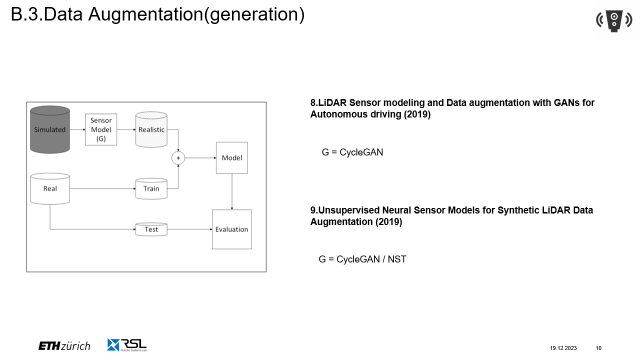 B.3.Data Augmentation(generation)
Simulated
Sensor
Model
(G)
Realistic
+
Model
Real
Train
Test
Evaluation
8.LiDAR Sensor modeling and Data augmentation with GANs for
Autonomous driving (2019)
G = CycleGAN
9.Unsupervised Neural Sensor Models for Synthetic LiDAR Data
Augmentation (2019)
G = CycleGAN / NST
ETHzürich
RSL
19.12.2023
10